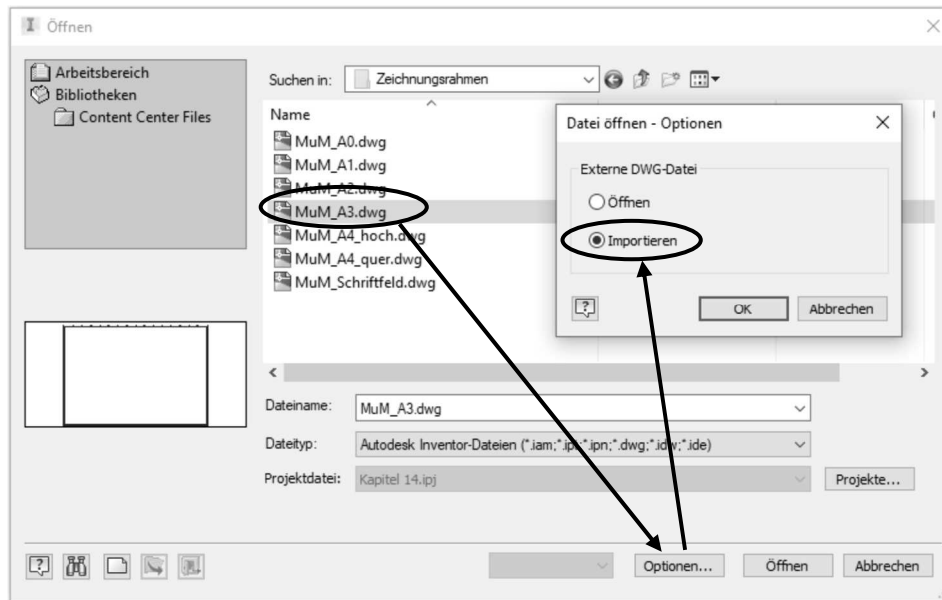 Öffnen
Arbeitsbereich
Bibliotheken
Content Center Files
Suchen in: Zeichnungsrahmen
Name
MuM_A0.dwg
MuM_A1.dwg
MuM_A2.dwg
MuM_A3.dwg
MuM_A4_hoch.dwg
MuM_A4_quer.dwg
MuM_Schriftfeld.dwg
Datei öffnen - Optionen
Externe DWG-Datei
Öffnen
Importieren
OK Abbrechen
Dateiname: MuM_A3.dwg
Dateityp: Autodesk Inventor-Dateien (*.iam;*.ipt;*.ipn;*.dwg;*.idw;*.ide)
Projektdatei: Kapitel 14.ipj Projekte...
Optionen... Öffnen Abbrechen